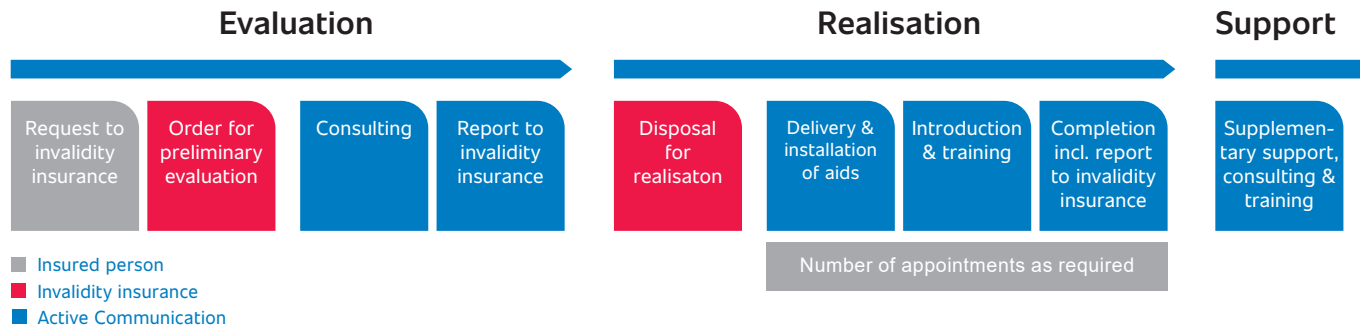 Evaluation
Realisation
Support
Request to
invalidity
insurance
Order for
preliminary
evaluation
Consulting
Report to
invalidity
insurance
Disposal
for
realisaton
Delivery &
installation
of aids
Introduction
& training
Completion
incl. report
to invalidity
insurance
Supplemen-
tary support,
consulting &
training
Number of appointments as required
Insured person
Invalidity insurance
Active Communication